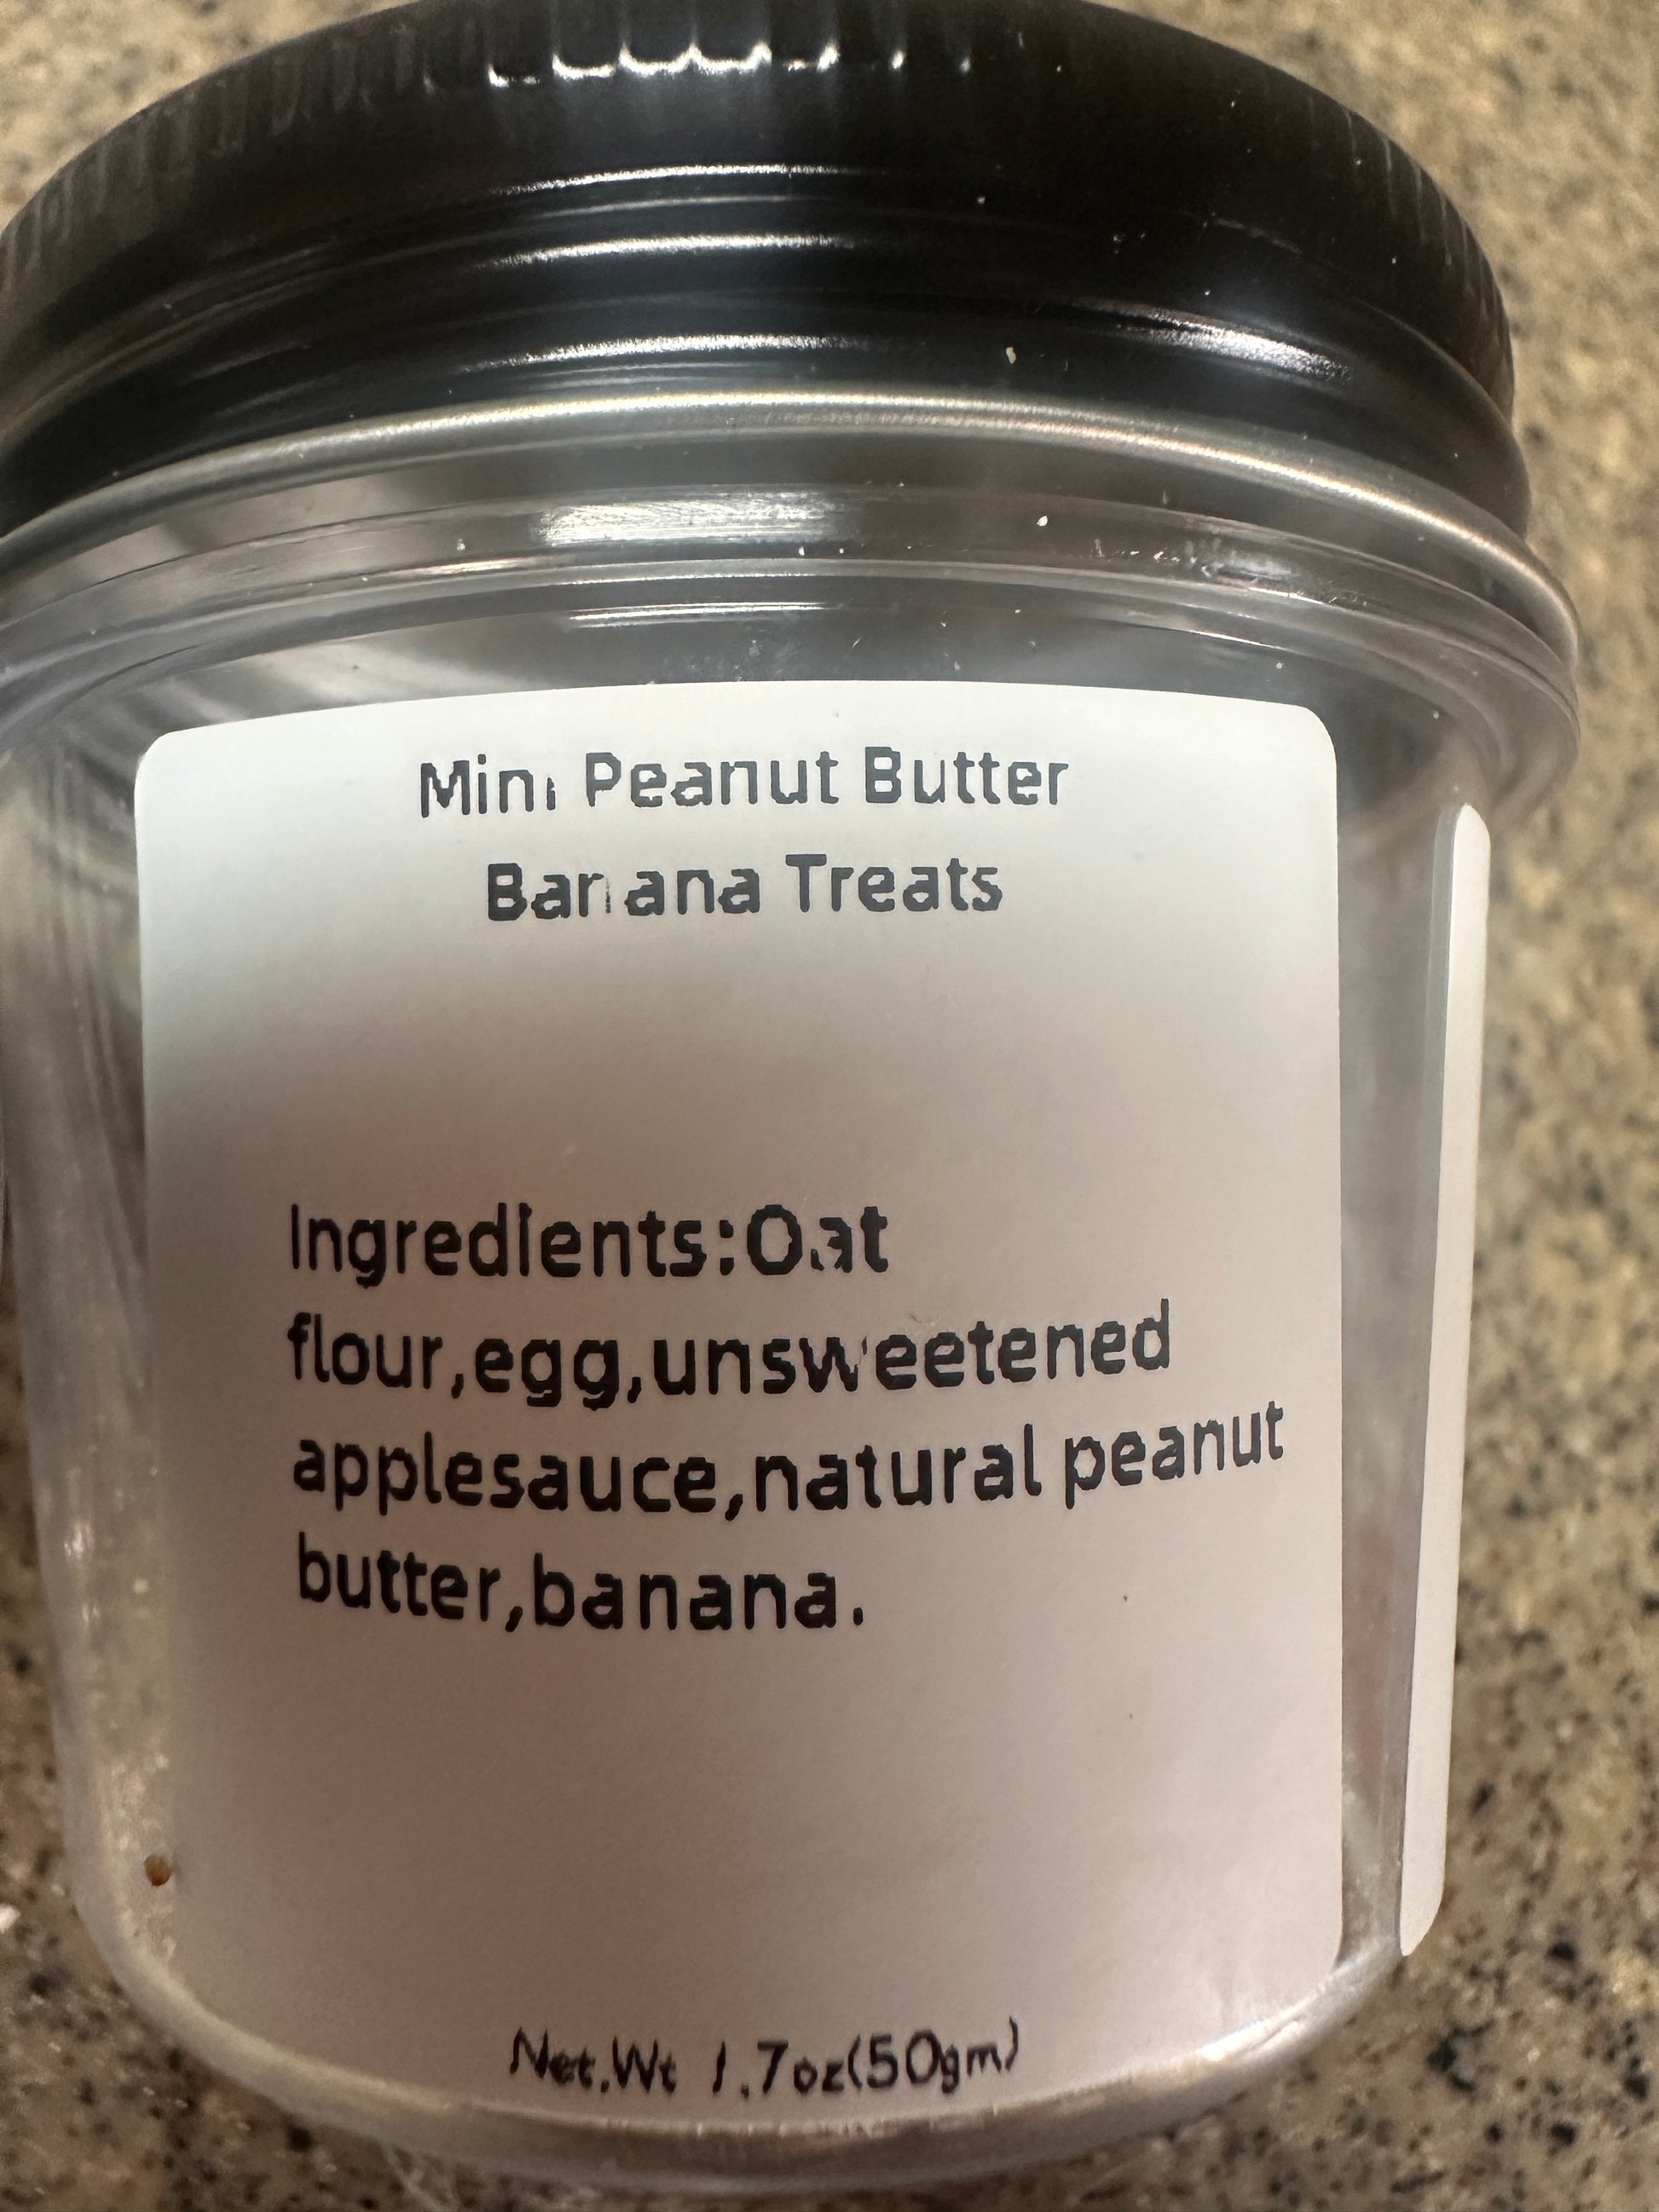 Mini Peanut Butter
Banana Treats
Ingredients:Oat
flour,egg,unsweetened
applesauce,natural peanut
butter,banana.
Net.Wt 1.7oz(50gm)